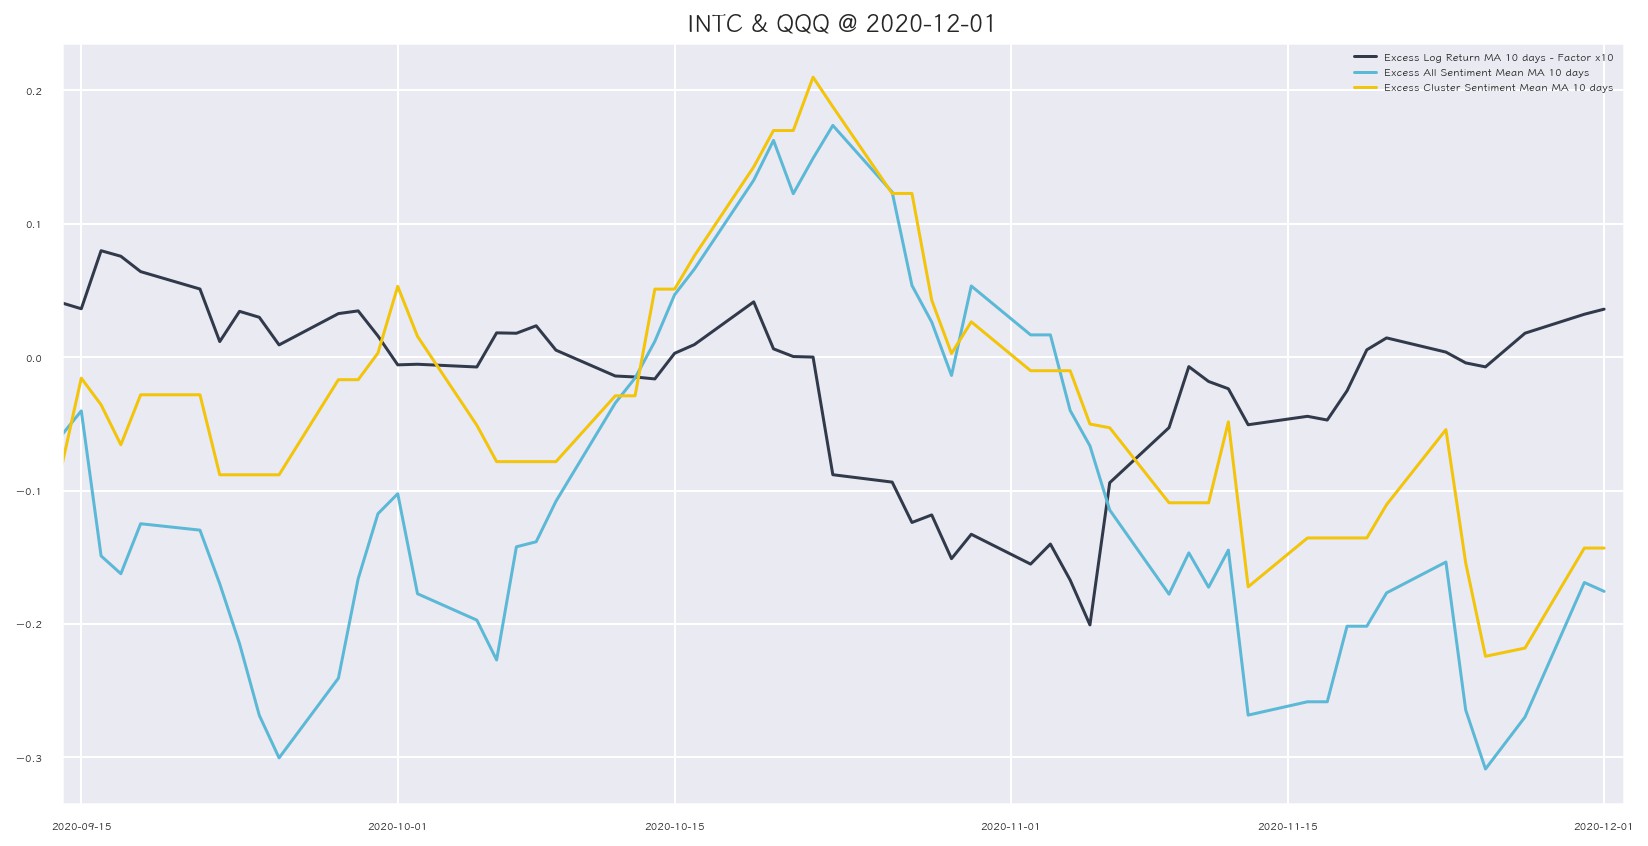 INTC & QQQ @ 2020-12-01
Excess Log Return MA 10 days - Factor x10
Excess All Sentiment Mean MA 10 days
Excess Cluster Sentiment Mean MA 10 days
0.2
0.1
0.0
−0.1
−0.2
−0.3
2020-09-15 2020-10-01 2020-10-15 2020-11-01 2020-11-15 2020-12-01